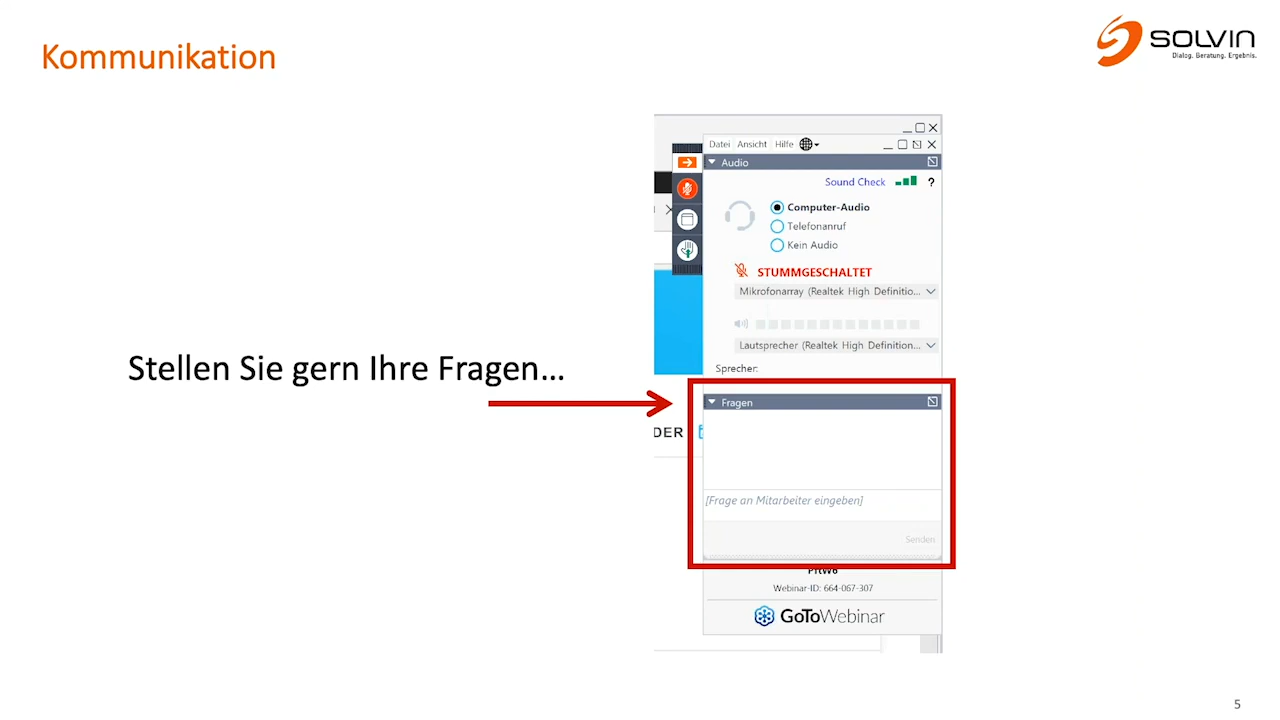 Kommunikation
SOLVIN
Dialog. Beratung. Ergebnis.
Datei Ansicht Hilfe
Audio
Sound Check ?
Computer-Audio
Telefonanruf
Kein Audio
STUMMGESCHALTET
Mikrofonarray (Realtek High Definitio...
Lautsprecher (Realtek High Definition...
Sprecher:
Stellen Sie gern Ihre Fragen...
Fragen
DER
[Frage an Mitarbeiter eingeben]
Senden
PftW6
Webinar-ID: 664-067-307
GoToWebinar
5